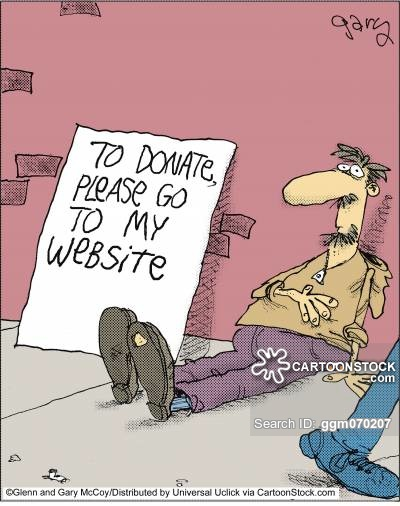 gary
TO DONATE,
PLEASE GO
TO MY
WEBSITE
CARTOONSTOCK
.com
Search ID: ggm070207
©Glenn and Gary McCoy/Distributed by Universal Uclick via CartoonStock.com